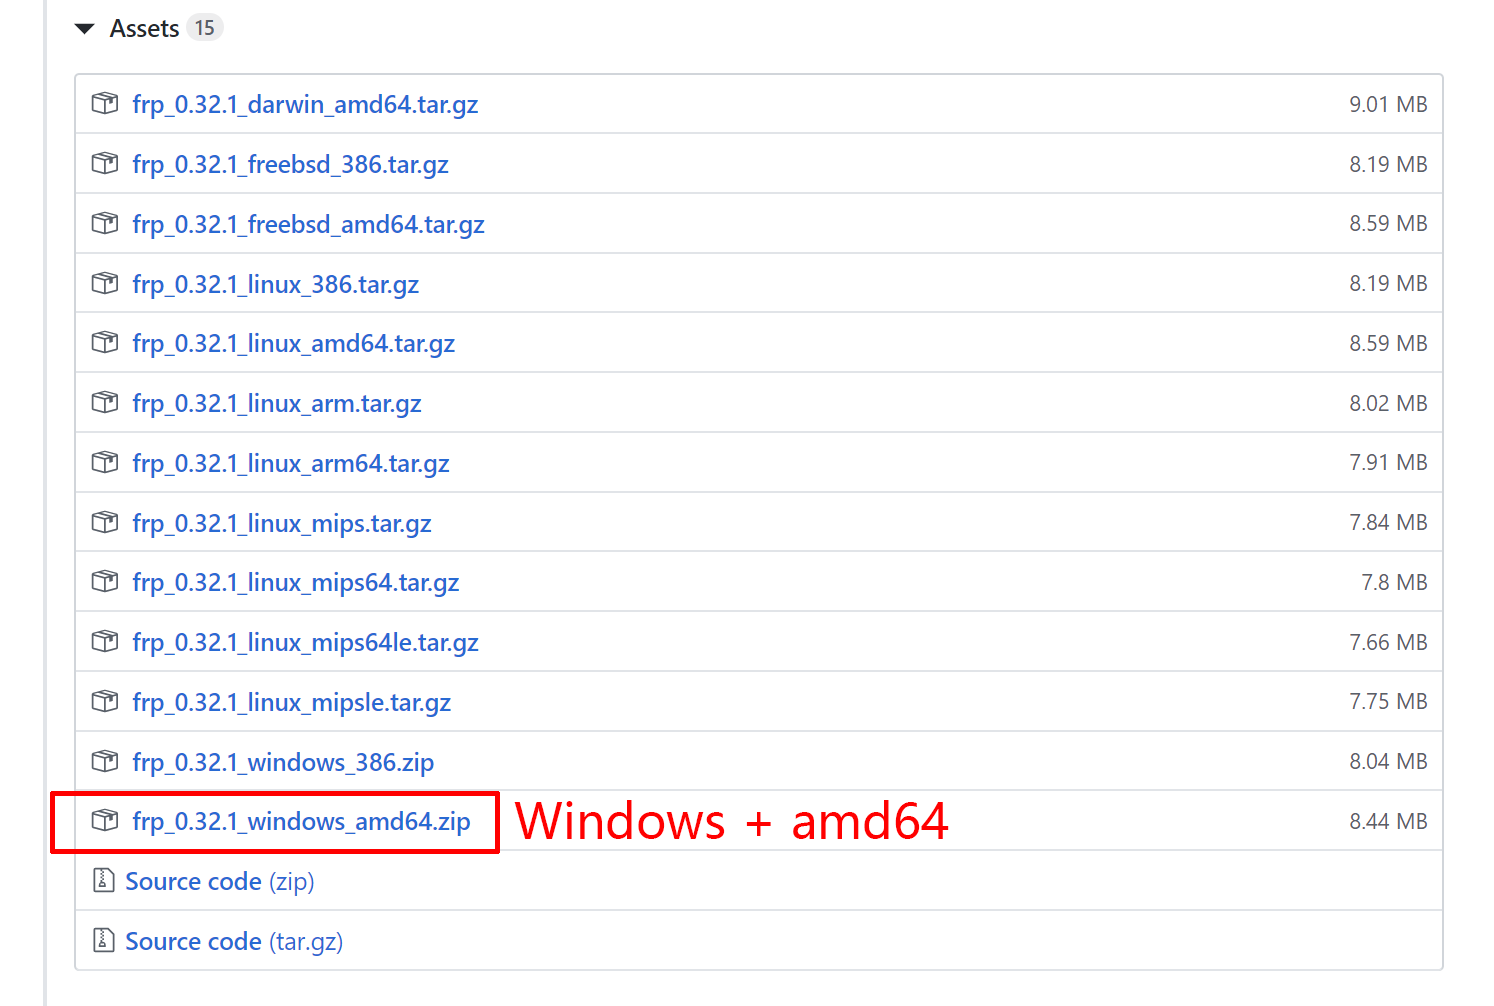 Assets 15
frp_0.32.1_darwin_amd64.tar.gz 9.01 MB
frp_0.32.1_freebsd_386.tar.gz 8.19 MB
frp_0.32.1_freebsd_amd64.tar.gz 8.59 MB
frp_0.32.1_linux_386.tar.gz 8.19 MB
frp_0.32.1_linux_amd64.tar.gz 8.59 MB
frp_0.32.1_linux_arm.tar.gz 8.02 MB
frp_0.32.1_linux_arm64.tar.gz 7.91 MB
frp_0.32.1_linux_mips.tar.gz 7.84 MB
frp_0.32.1_linux_mips64.tar.gz 7.8 MB
frp_0.32.1_linux_mips64le.tar.gz 7.66 MB
frp_0.32.1_linux_mipsle.tar.gz 7.75 MB
frp_0.32.1_windows_386.zip 8.04 MB
frp_0.32.1_windows_amd64.zip Windows + amd64 8.44 MB
Source code (zip)
Source code (tar.gz)